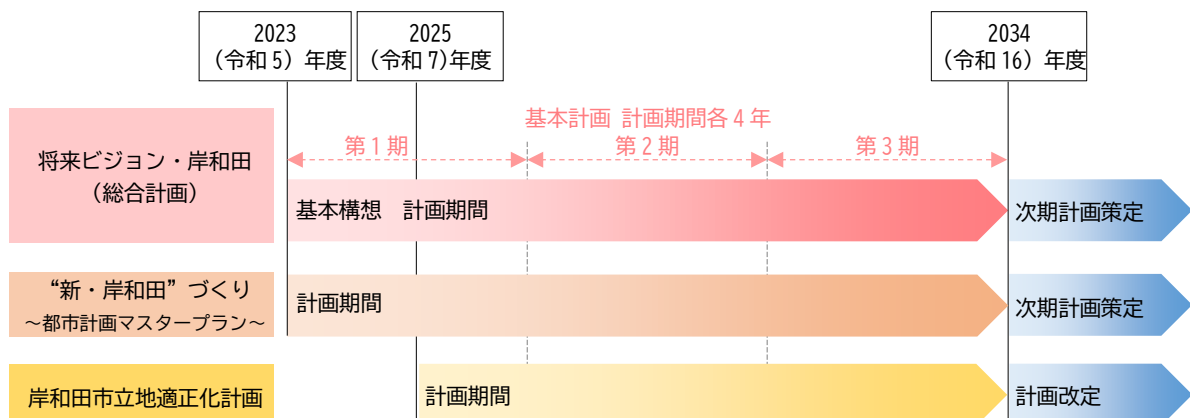 2023
（令和5）年度
2025
（令和7)年度
2034
（令和16）年度
将来ビジョン・岸和田
（総合計画）
基本計画 計画期間各4年
第1期
第2期
第3期
基本構想　計画期間
次期計画策定
“新・岸和田”づくり
～都市計画マスタープラン～
計画期間
次期計画策定
岸和田市立地適正化計画
計画期間
計画改定